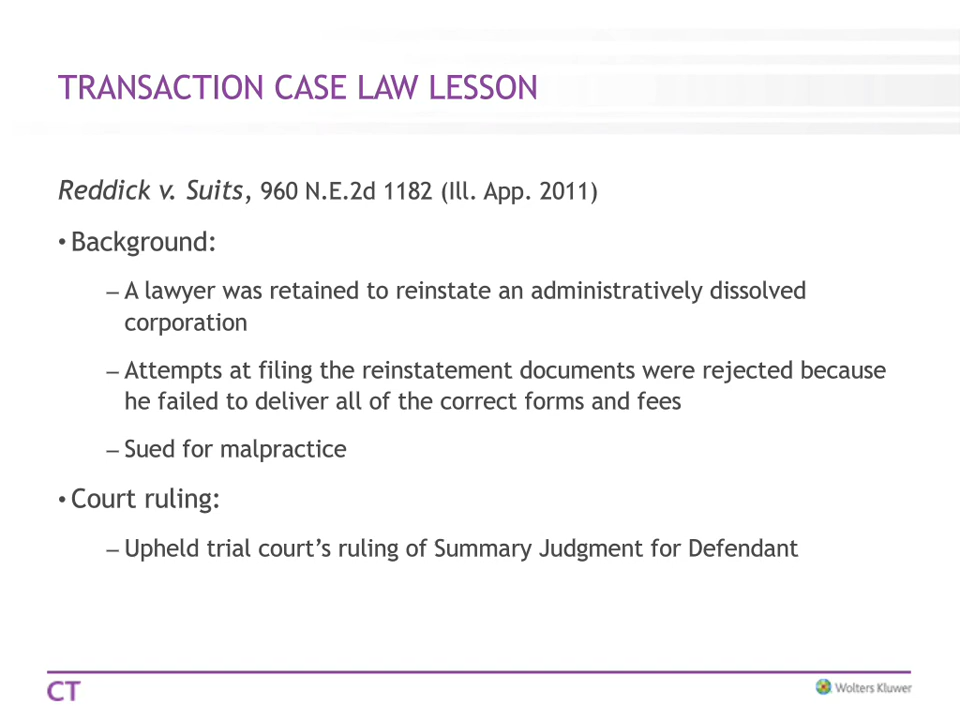 TRANSACTION CASE LAW LESSON
Reddick v. Suits, 960 N.E.2d 1182 (Ill. App. 2011)
• Background:
– A lawyer was retained to reinstate an administratively dissolved
corporation
– Attempts at filing the reinstatement documents were rejected because
he failed to deliver all of the correct forms and fees
– Sued for malpractice
• Court ruling:
– Upheld trial court’s ruling of Summary Judgment for Defendant
CT
Wolters Kluwer